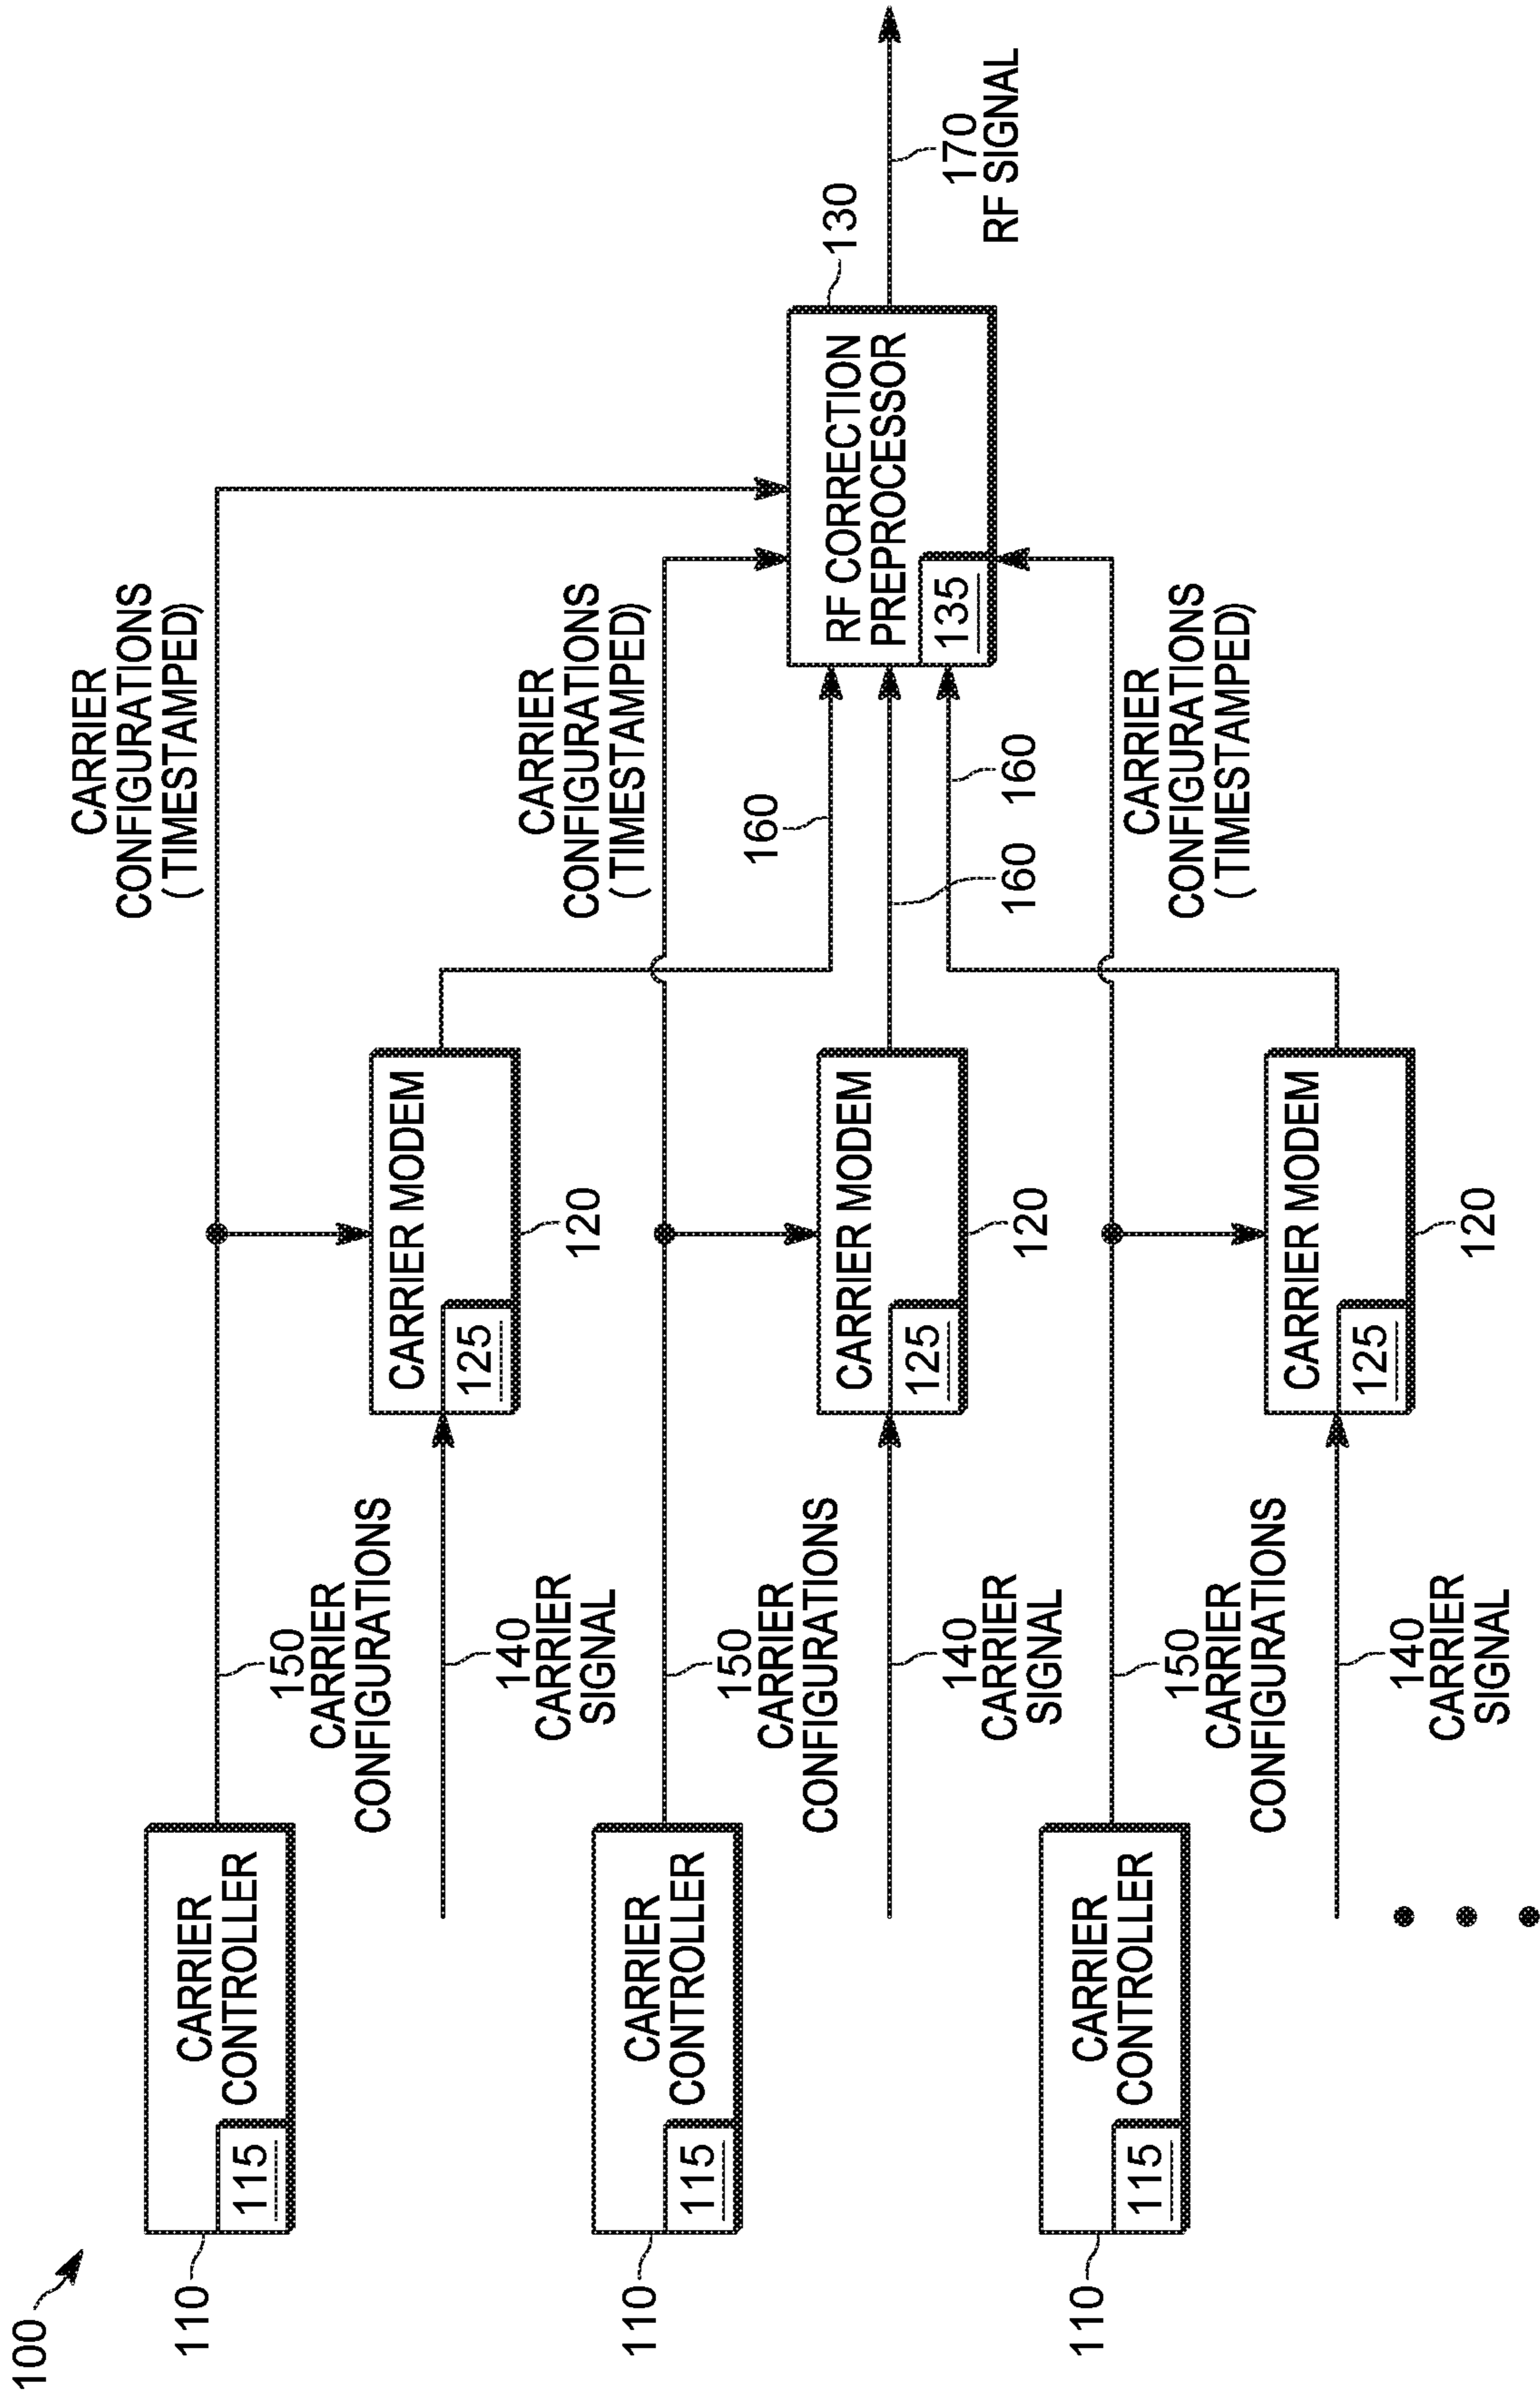 100
110
115
CARRIER
CONTROLLER
150
CARRIER
CONFIGURATIONS
140
CARRIER
SIGNAL
CARRIER MODEM
125
120
CARRIER
CONFIGURATIONS
(TIMESTAMPED)
110
115
CARRIER
CONTROLLER
150
CARRIER
CONFIGURATIONS
140
CARRIER
SIGNAL
CARRIER MODEM
125
120
CARRIER
CONFIGURATIONS
(TIMESTAMPED)
160
160
160
RF CORRECTION
PREPROCESSOR
135
130
170
RF SIGNAL
110
115
CARRIER
CONTROLLER
150
CARRIER
CONFIGURATIONS
140
CARRIER
SIGNAL
CARRIER MODEM
125
120
CARRIER
CONFIGURATIONS
(TIMESTAMPED)